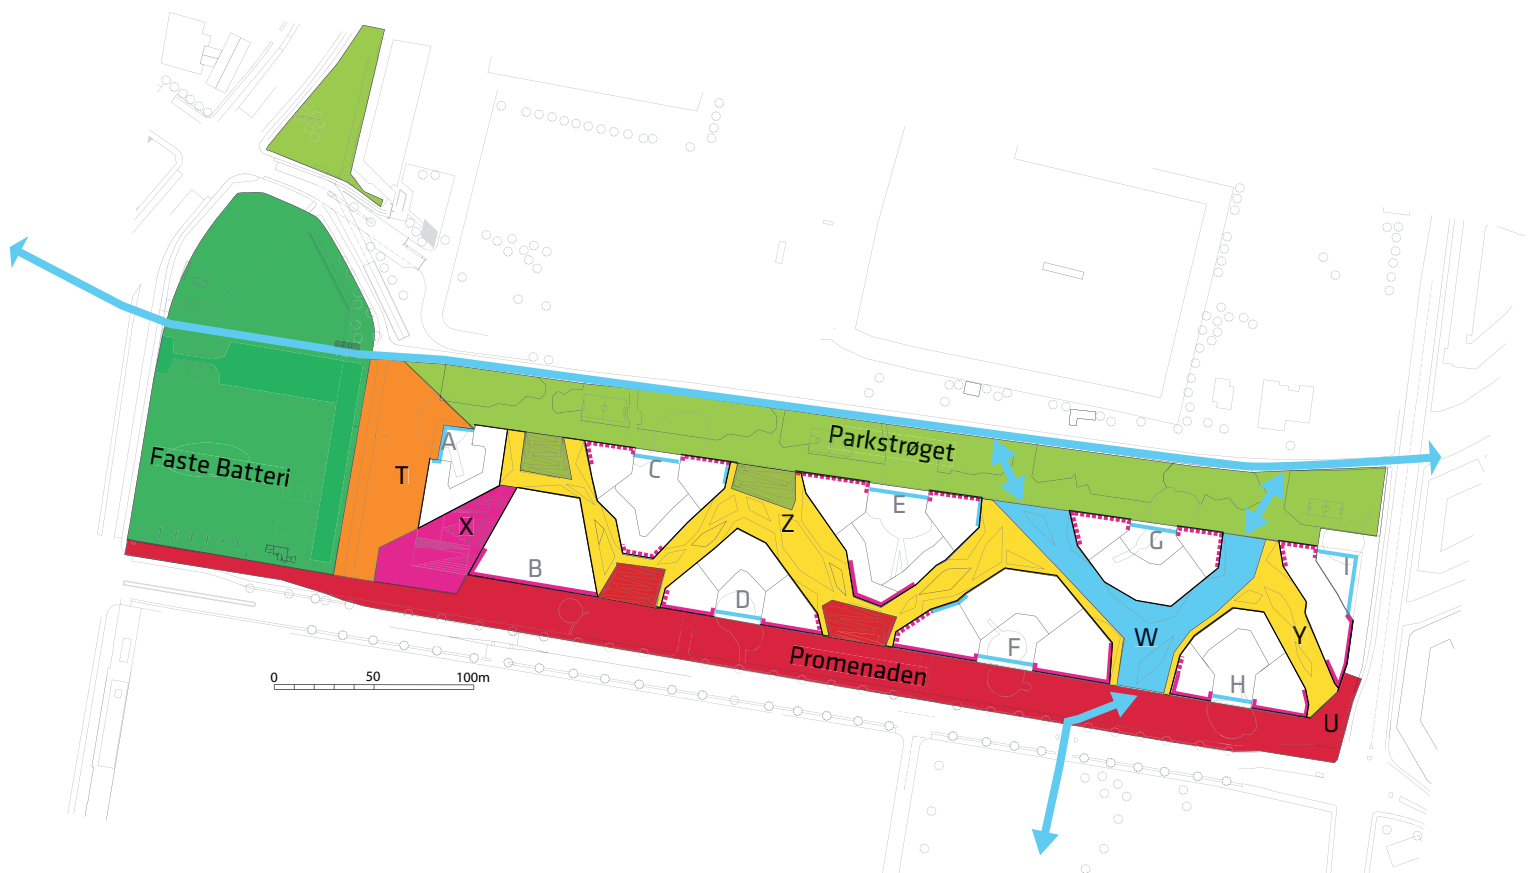 Parkstrøget
Faste Batteri
T
A
X
B
C
Z
D
E
F
G
W
H
I
Y
U
Promenaden
0 50 100m